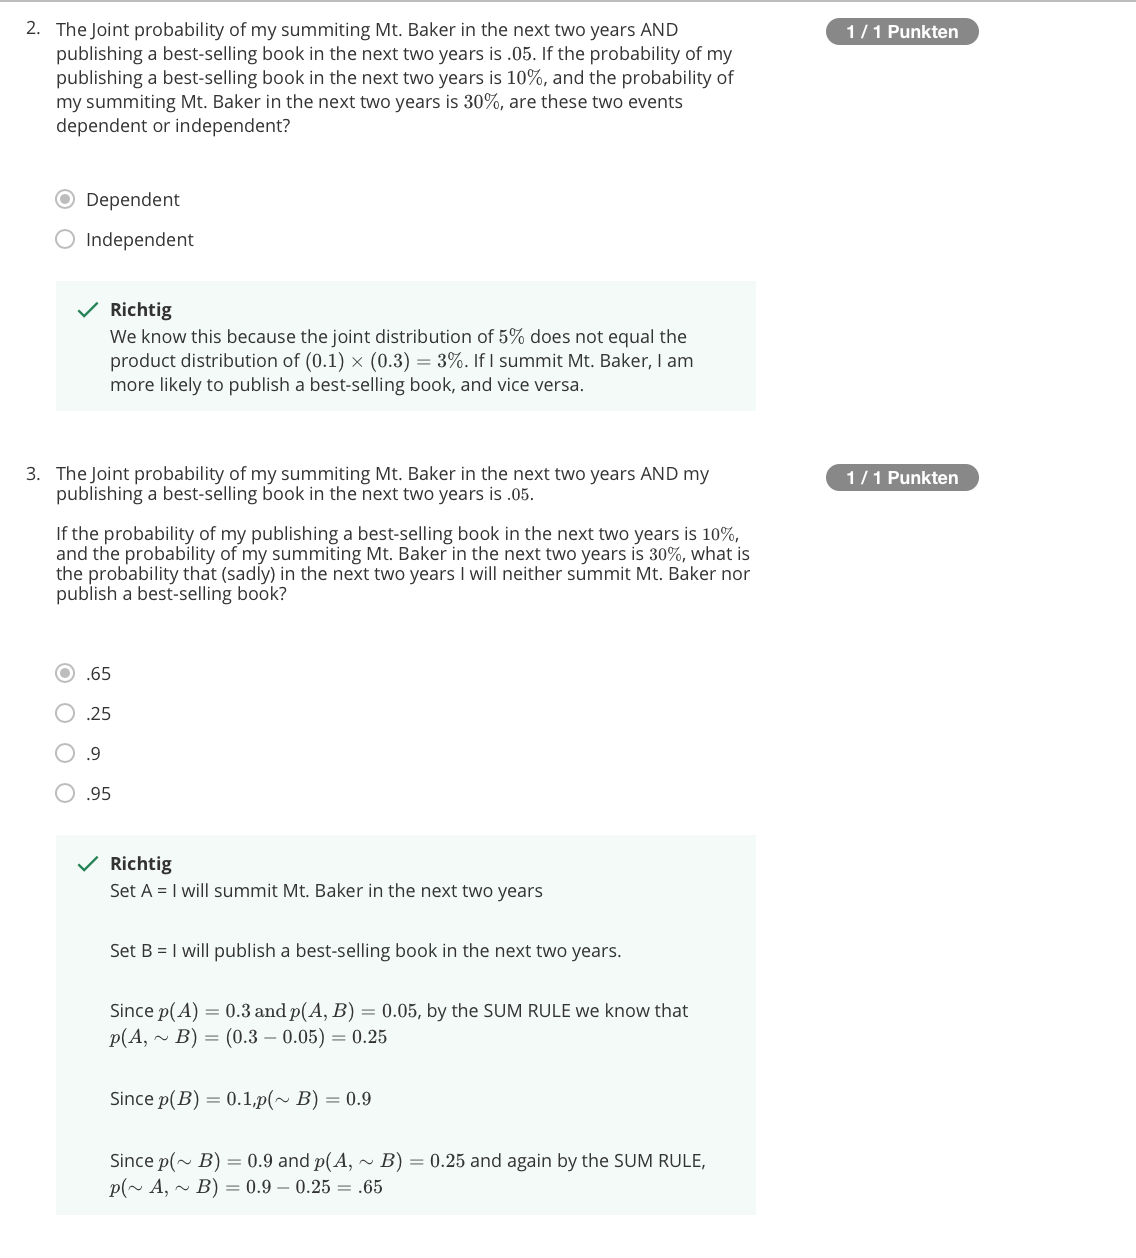 2. The Joint probability of my summiting Mt. Baker in the next two years AND
1 / 1 Punkten
publishing a best-selling book in the next two years is .05. If the probability of my
publishing a best-selling book in the next two years is 10%, and the probability of
my summiting Mt. Baker in the next two years is 30%, are these two events
dependent or independent?
Dependent
Independent
Richtig
We know this because the joint distribution of 5% does not equal the
product distribution of (0.1) × (0.3) = 3%. If I summit Mt. Baker, I am
more likely to publish a best-selling book, and vice versa.
3. The Joint probability of my summiting Mt. Baker in the next two years AND my
1 / 1 Punkten
publishing a best-selling book in the next two years is .05.
If the probability of my publishing a best-selling book in the next two years is 10%,
and the probability of my summiting Mt. Baker in the next two years is 30%, what is
the probability that (sadly) in the next two years I will neither summit Mt. Baker nor
publish a best-selling book?
.65
.25
.9
.95
Richtig
Set A = I will summit Mt. Baker in the next two years
Set B = I will publish a best-selling book in the next two years.
Since p(A) = 0.3 and p(A, B) = 0.05, by the SUM RULE we know that
p(A, ∼ B) = (0.3 − 0.05) = 0.25
Since p(B) = 0.1,p(∼ B) = 0.9
Since p(∼ B) = 0.9 and p(A, ∼ B) = 0.25 and again by the SUM RULE,
p(∼ A, ∼ B) = 0.9 − 0.25 = .65